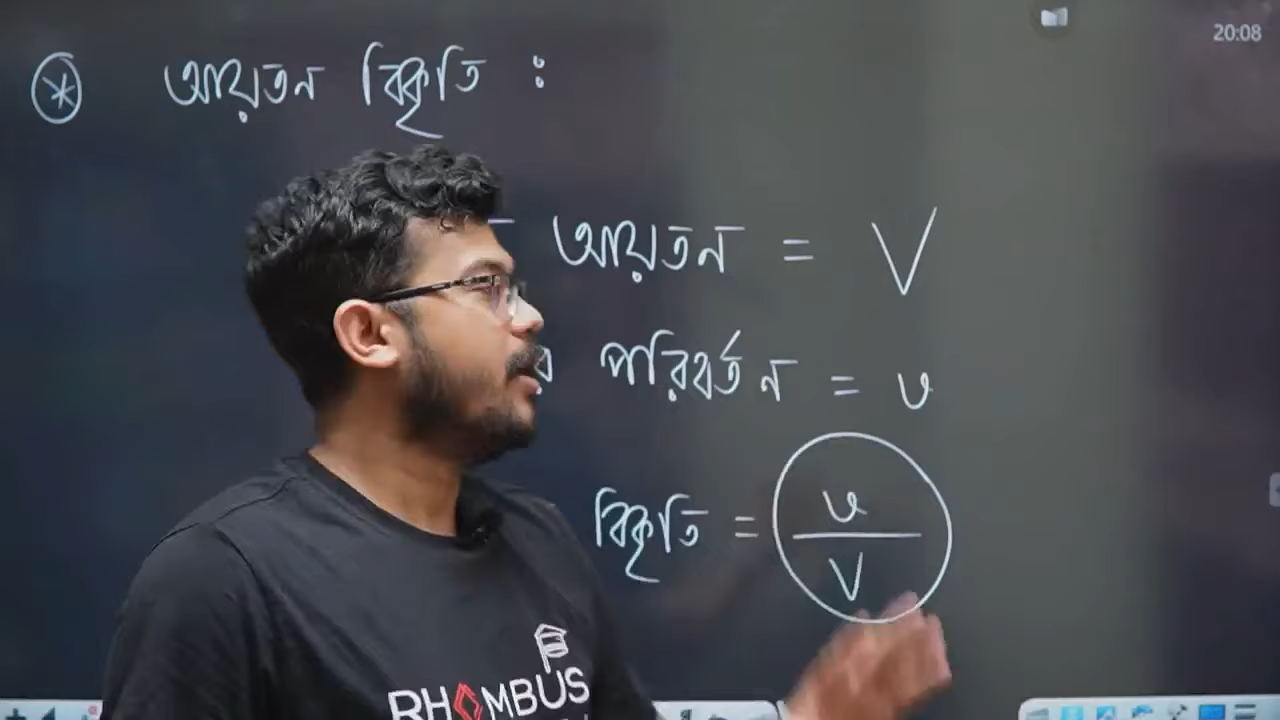 20:08
* আয়তন বিকৃতি :
আয়তন = V
পরিবর্তন = v
বিকৃতি = v/V
RHOMBUS